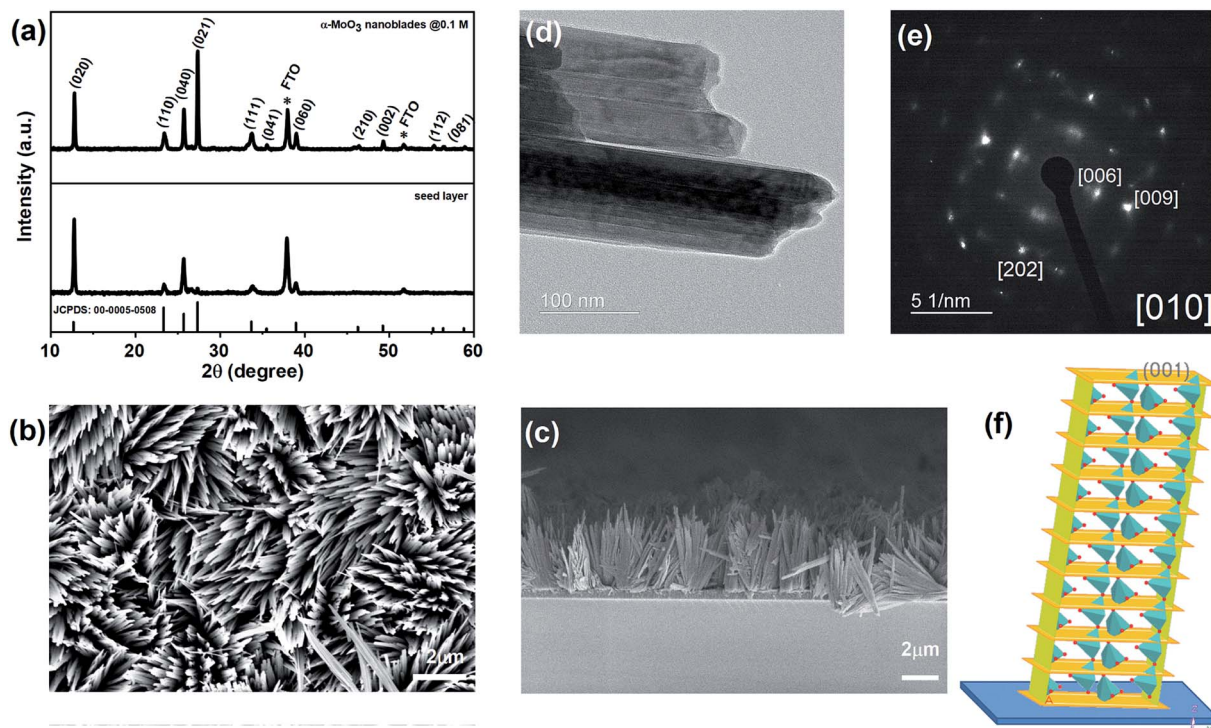 (a)
α-MoO₃ nanoblades @0.1 M
(020)
(110)
(040)
(021)
(111)
(041)
* FTO
(060)
(210)
(002)
* FTO
(112)
(081)
seed layer
JCPDS: 00-0005-0508
Intensity (a.u.)
10 20 30 40 50 60
2θ (degree)
(d)
100 nm
(e)
[006]
[009]
[202]
5 1/nm
[010]
(b)
2μm
(c)
2μm
(f)
(001)
A